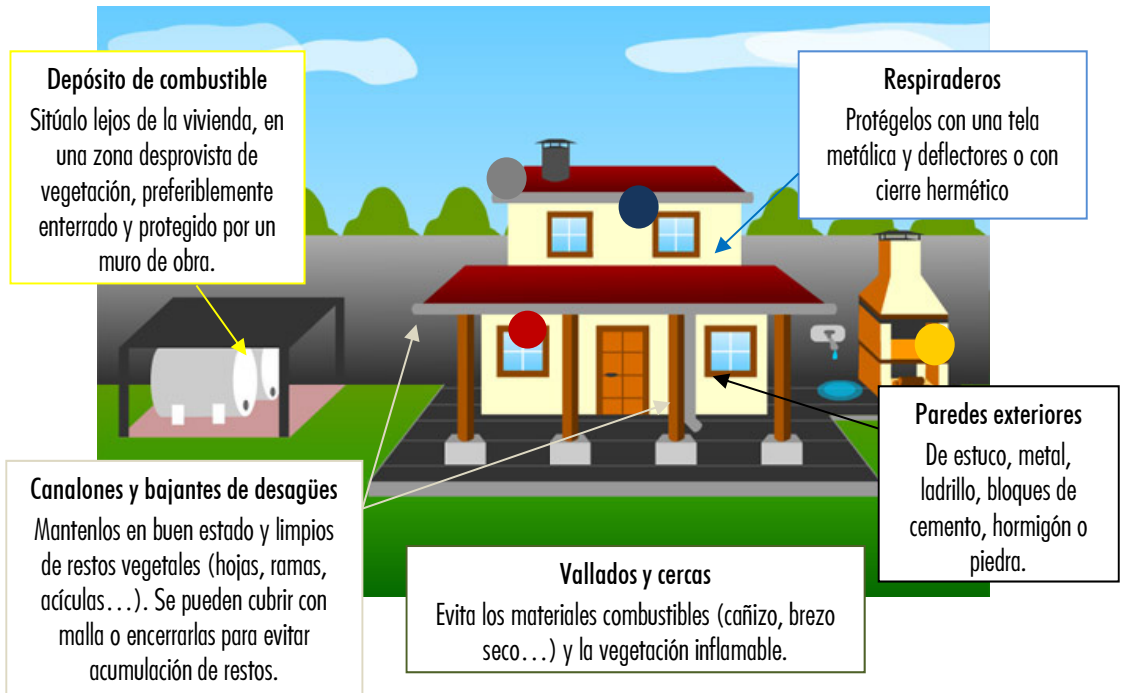 Depósito de combustible
Sitúalo lejos de la vivienda, en
una zona desprovista de
vegetación, preferiblemente
enterrado y protegido por un
muro de obra.
Respiraderos
Protégelos con una tela
metálica y deflectores o con
cierre hermético
Canalones y bajantes de desagües
Mantenlos en buen estado y limpios
de restos vegetales (hojas, ramas,
acículas…). Se pueden cubrir con
malla o encerrarlas para evitar
acumulación de restos.
Vallados y cercas
Evita los materiales combustibles (cañizo, brezo
seco…) y la vegetación inflamable.
Paredes exteriores
De estuco, metal,
ladrillo, bloques de
cemento, hormigón o
piedra.